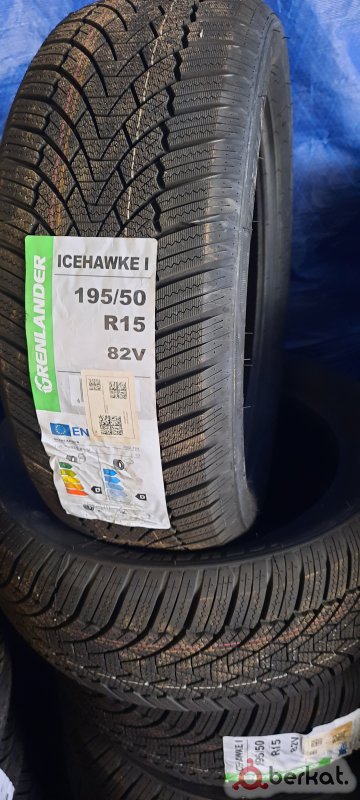 GRENLANDER
ICEHAWKE I
195/50
R15
82V
EN
ICEHAWKE I
195/50
R15
82V
berkat.